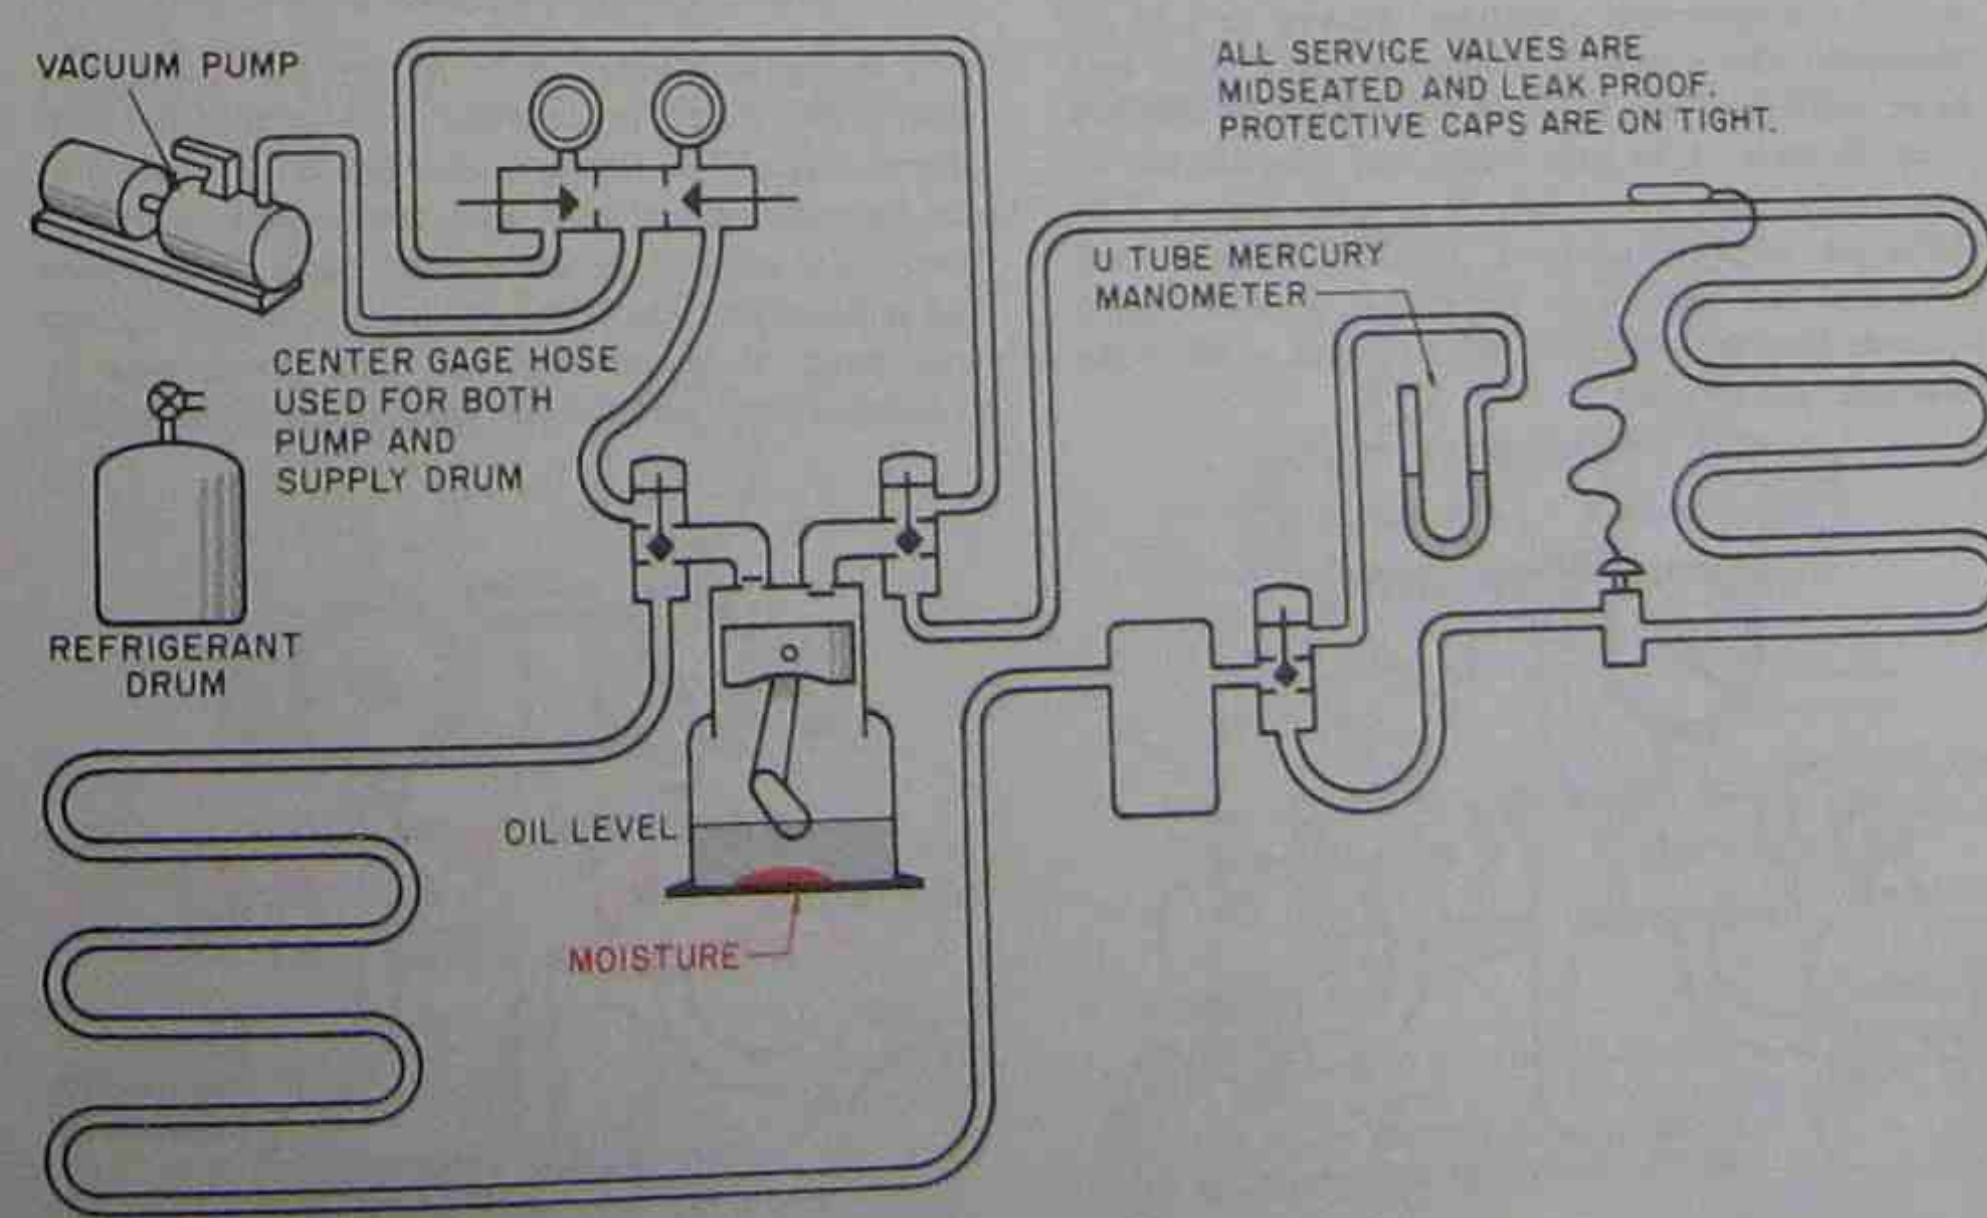 VACUUM PUMP
ALL SERVICE VALVES ARE
MIDSEATED AND LEAK PROOF.
PROTECTIVE CAPS ARE ON TIGHT.
U TUBE MERCURY
MANOMETER
CENTER GAGE HOSE
USED FOR BOTH
PUMP AND
SUPPLY DRUM
REFRIGERANT
DRUM
OIL LEVEL
MOISTURE